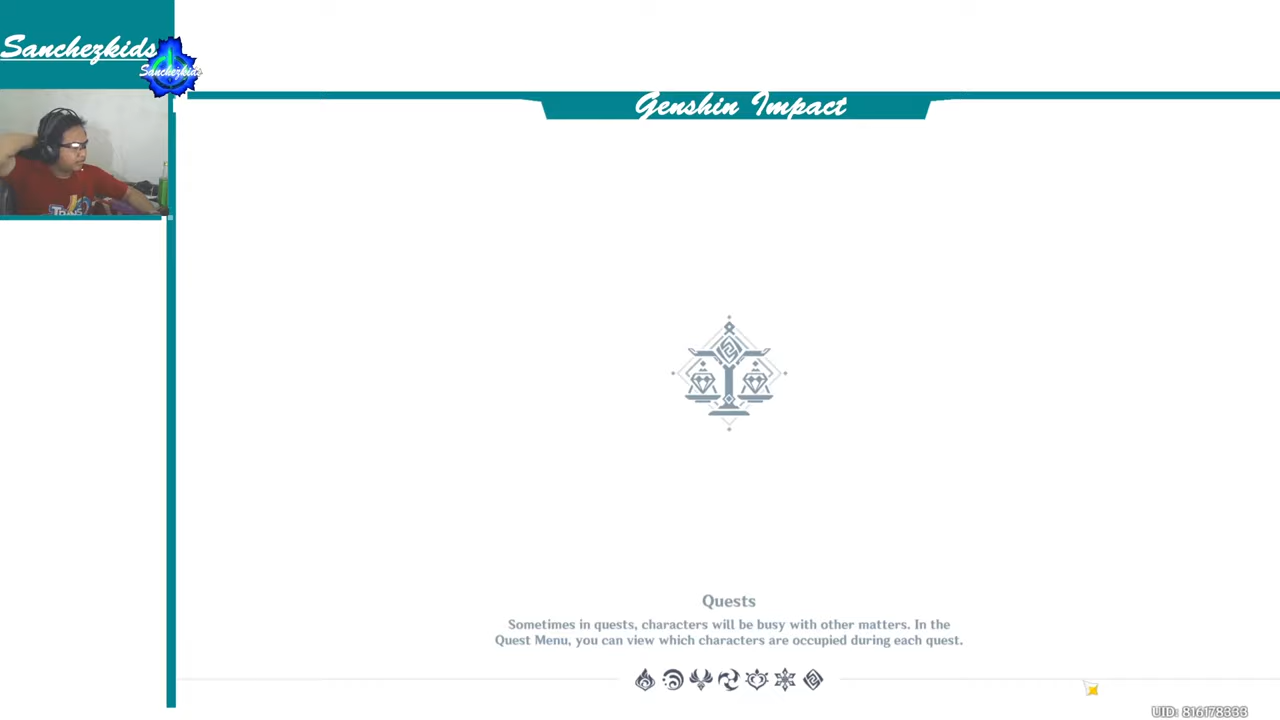 Sanchezkids
Sanchezkids
Genshin Impact
Quests
Sometimes in quests, characters will be busy with other matters. In the
Quest Menu, you can view which characters are occupied during each quest.
UID: 816178333